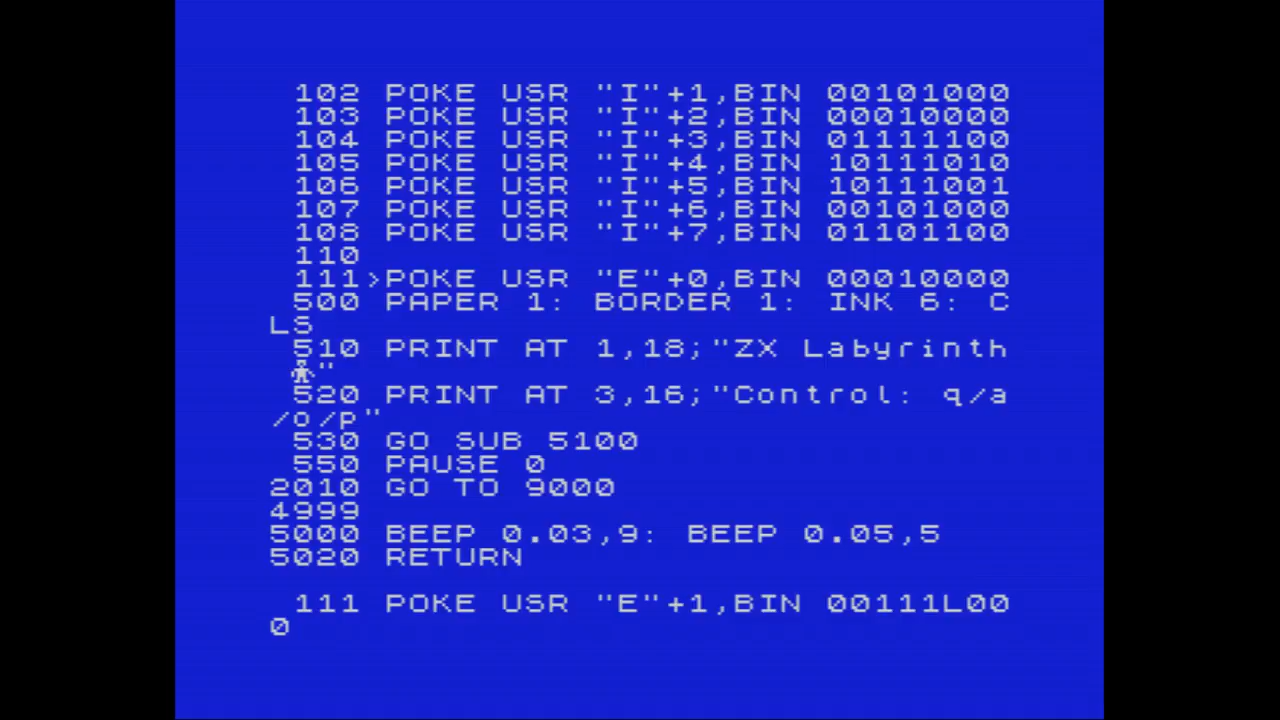 102 POKE USR "I"+1,BIN 00101000
103 POKE USR "I"+2,BIN 00010000
104 POKE USR "I"+3,BIN 01111100
105 POKE USR "I"+4,BIN 10111010
106 POKE USR "I"+5,BIN 10111001
107 POKE USR "I"+6,BIN 00101000
108 POKE USR "I"+7,BIN 01101100
110
111>POKE USR "E"+0,BIN 00010000
500 PAPER 1: BORDER 1: INK 6: C
LS
510 PRINT AT 1,18;"ZX Labyrinth
"
520 PRINT AT 3,16;"Control: q/a
/o/p"
530 GO SUB 5100
550 PAUSE 0
2010 GO TO 9000
4999
5000 BEEP 0.03,9: BEEP 0.05,5
5020 RETURN
111 POKE USR "E"+1,BIN 00111L00
0